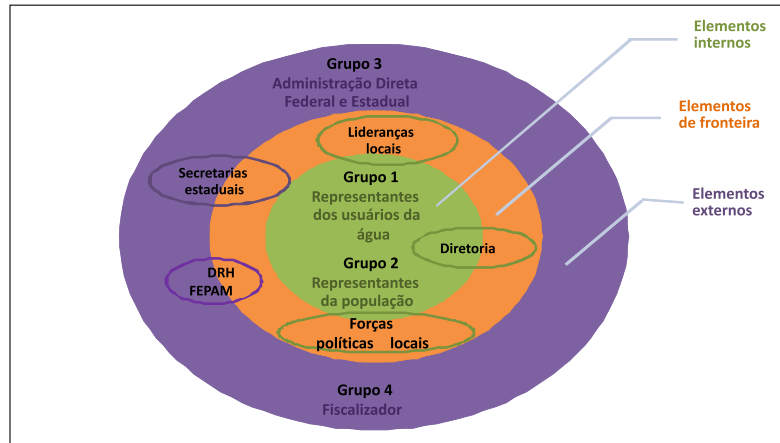 Elementos
internos
Grupo 3
Administração Direta
Federal e Estadual
Elementos
de fronteira
Lideranças
locais
Secretarias
estaduais
Grupo 1
Representantes
dos usuários da
água
Elementos
externos
Diretoria
Grupo 2
Representantes
da população
DRH
FEPAM
Forças
políticas locais
Grupo 4
Fiscalizador